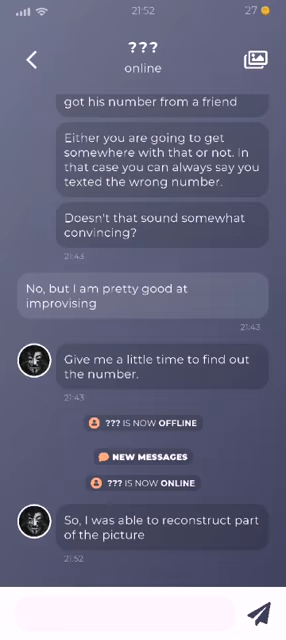 21:52
27
???
online
got his number from a friend
Either you are going to get
somewhere with that or not. In
that case you can always say you
texted the wrong number.
Doesn't that sound somewhat
convincing?
21:43
No, but I am pretty good at
improvising
21:43
Give me a little time to find out
the number.
21:43
??? IS NOW OFFLINE
NEW MESSAGES
??? IS NOW ONLINE
So, I was able to reconstruct part
of the picture
21:52